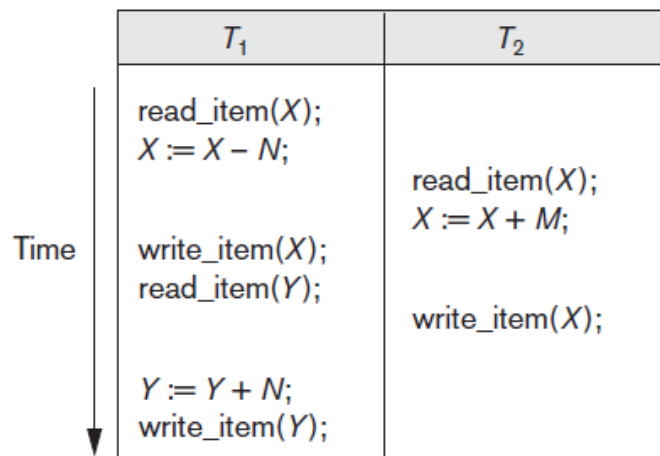 T₁ T₂
read_item(X);
X := X – N;
read_item(X);
X := X + M;
Time
write_item(X);
read_item(Y);
write_item(X);
Y := Y + N;
write_item(Y);